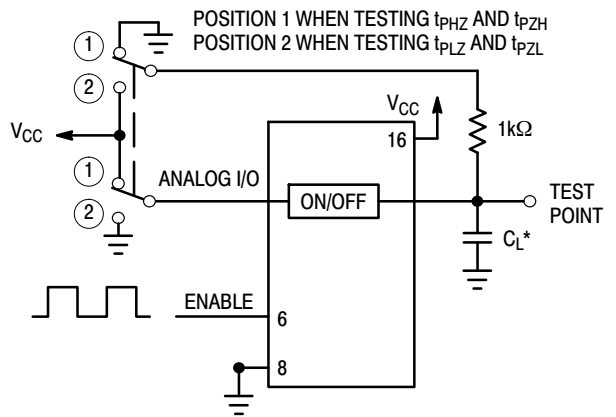 POSITION 1 WHEN TESTING tPHZ AND tPZH
POSITION 2 WHEN TESTING tPLZ AND tPZL
1
2
VCC
VCC
16
1kΩ
1
2
ANALOG I/O
ON/OFF
TEST
POINT
CL*
ENABLE
6
8